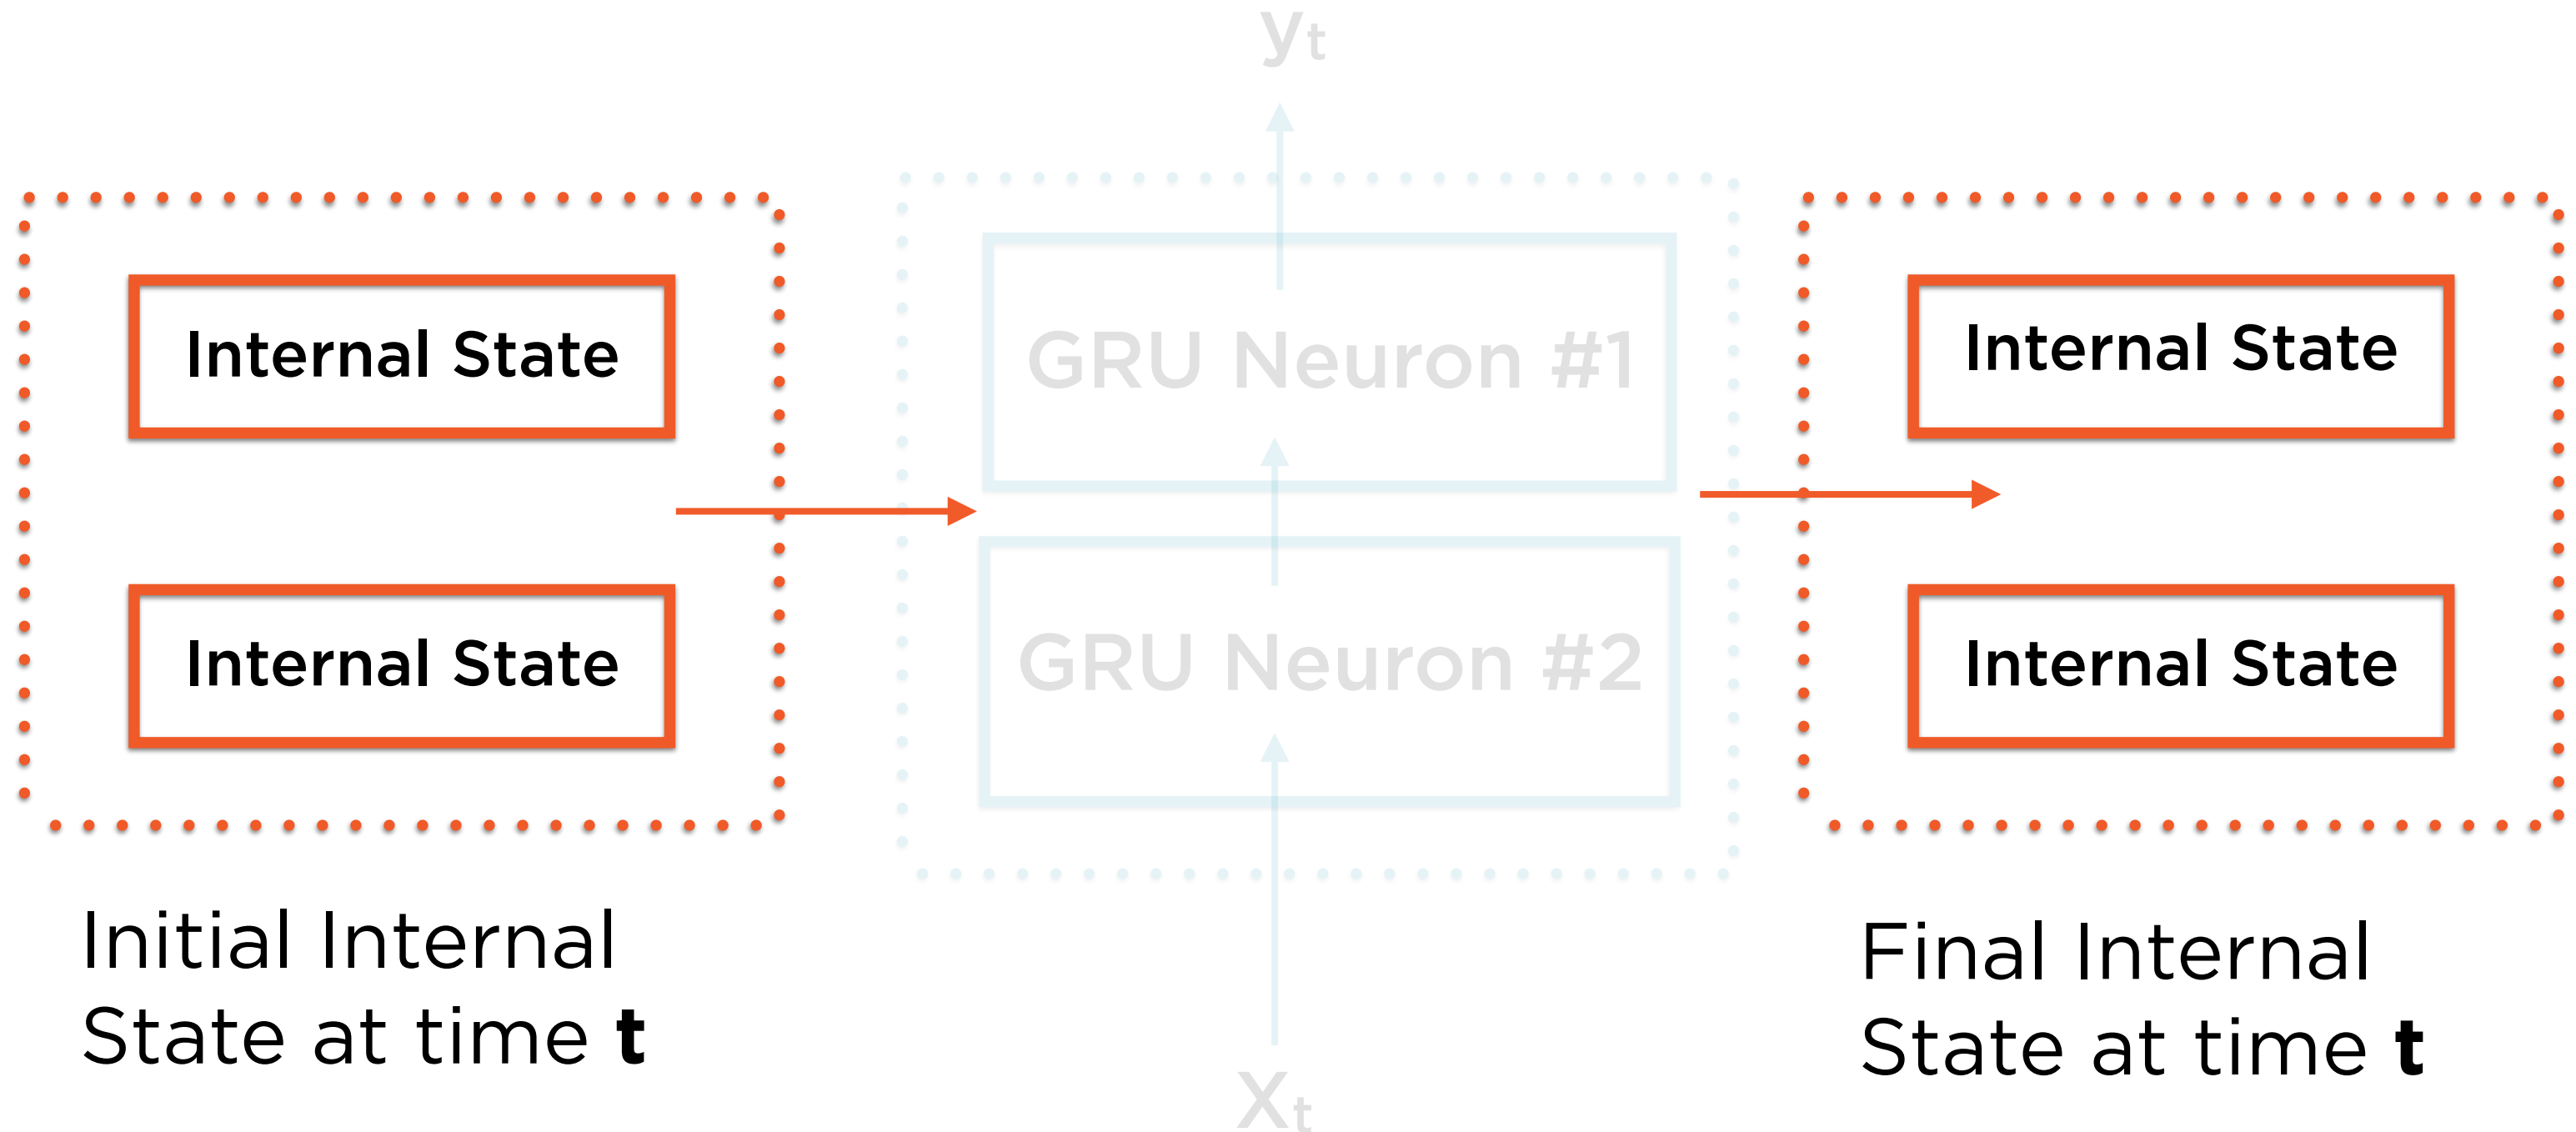 yt
Internal State
GRU Neuron #1
Internal State
Internal State
GRU Neuron #2
Internal State
Initial Internal
State at time t
Final Internal
State at time t
Xt